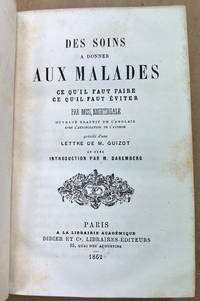 DES SOINS
A DONNER
AUX MALADES
CE QU'IL FAUT FAIRE
CE QU'IL FAUT ÉVITER
PAR MISS NIGHTINGALE
OUVRAGE TRADUIT DE L'ANGLAIS
AVEC L'AUTORISATION DE L'AUTEUR
précédé d'une
LETTRE DE M. GUIZOT
ET D'UNE
INTRODUCTION PAR M. DAREMBERG
PARIS
A LA LIBRAIRIE ACADÉMIQUE
DIDIER ET Cⁱᵉ, LIBRAIRES-ÉDITEURS
35, QUAI DES AUGUSTINS
1862